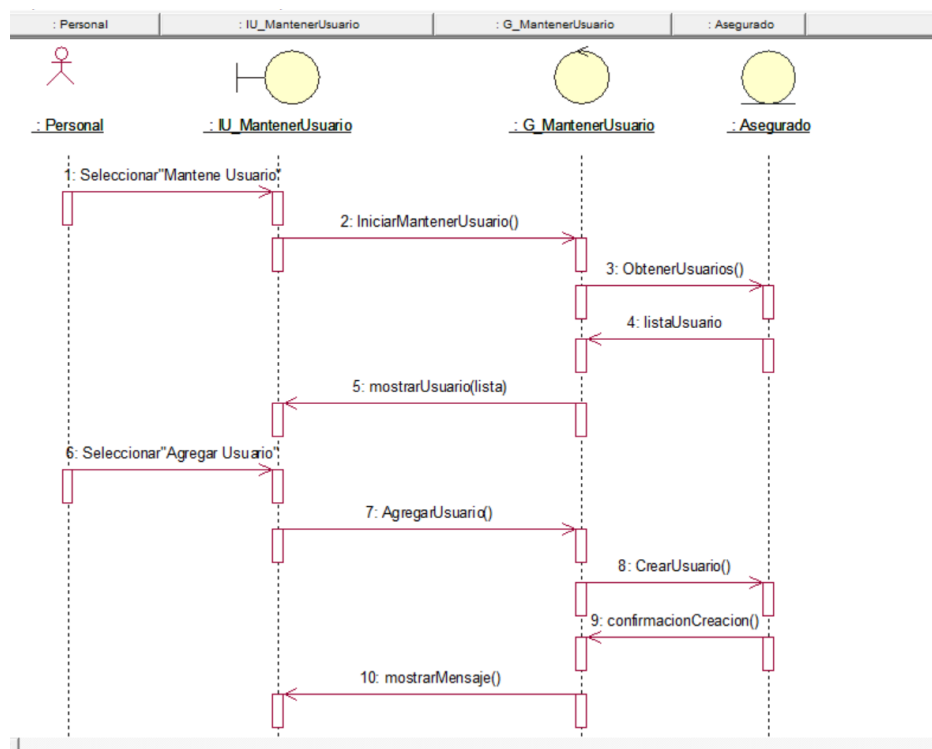 : Personal
: IU_MantenerUsuario
: G_MantenerUsuario
: Asegurado
: Personal
: IU_MantenerUsuario
: G_MantenerUsuario
: Asegurado
1: Seleccionar"Mantene Usuario"
2: IniciarMantenerUsuario()
3: ObtenerUsuarios()
4: listaUsuario
5: mostrarUsuario(lista)
6: Seleccionar"Agregar Usuario"
7: AgregarUsuario()
8: CrearUsuario()
9: confirmacionCreacion()
10: mostrarMensaje()